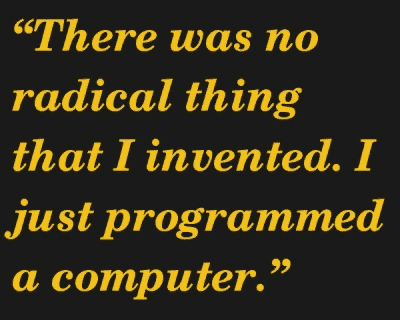 “There was no
radical thing
that I invented. I
just programmed
a computer.”